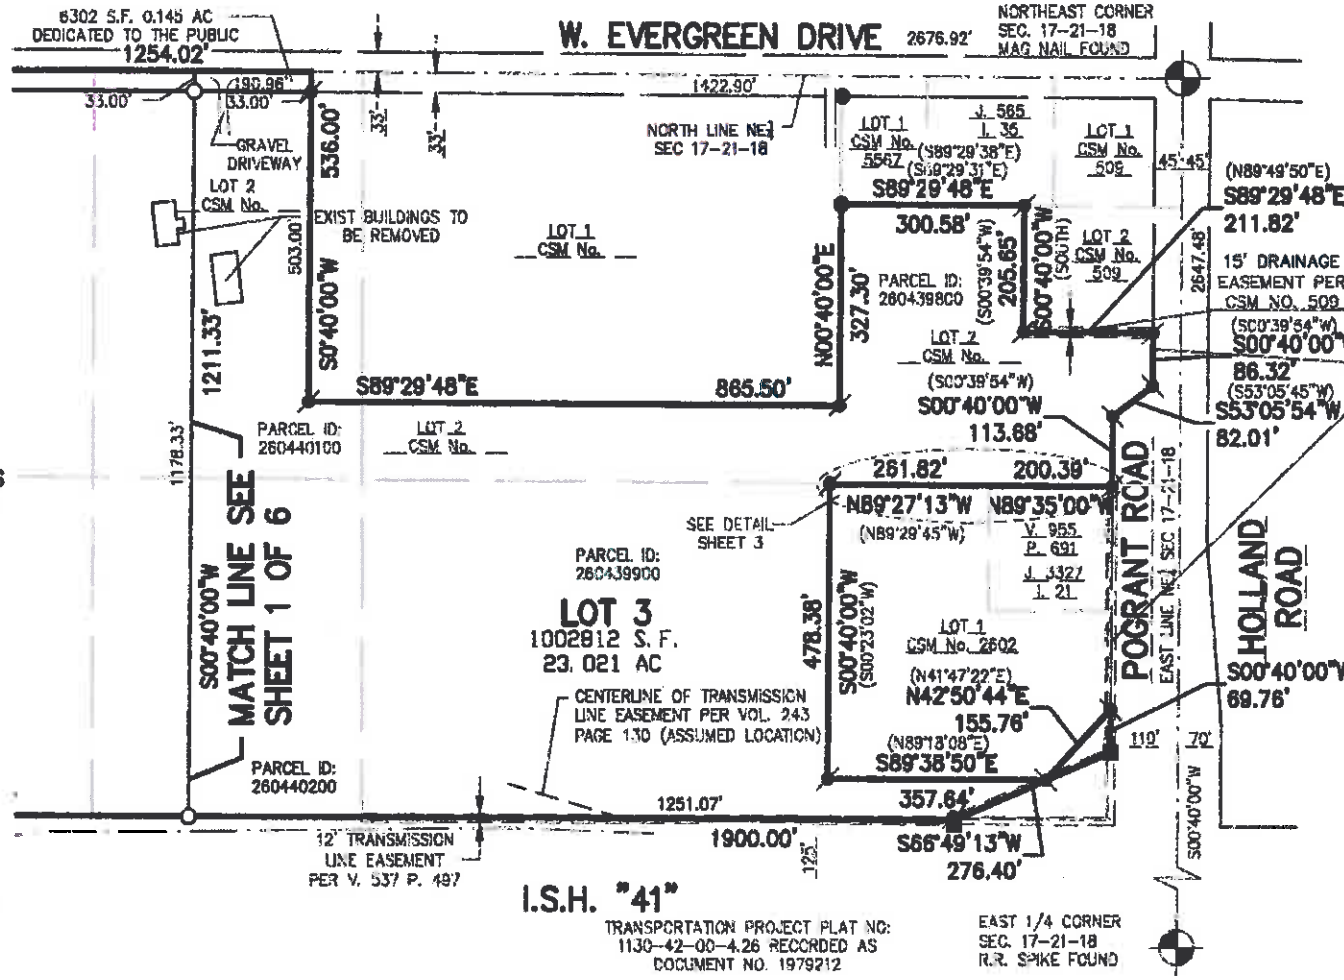 6302 S.F. 0.145 AC
DEDICATED TO THE PUBLIC
1254.02'
W. EVERGREEN DRIVE
2676.92'
NORTHEAST CORNER
SEC. 17-21-18
MAG NAIL FOUND
190.96'
33.00'
33.00'
33'
33'
1422.90'
GRAVEL
DRIVEWAY
536.00'
NORTH LINE NE¼
SEC 17-21-18
LOT 1
CSM No.
5567
J. 565
I. 36
(S89°29'38"E)
(S89°29'31"E)
S89°29'48"E
300.58'
LOT 1
CSM No.
509
45' 45'
(N89°49'50"E)
S89°29'48"E
211.82'
LOT 2
CSM No.
EXIST BUILDINGS TO
BE REMOVED
503.00'
S0°40'00"W
LOT 1
CSM No.
N00°40'00"E
327.30'
PARCEL ID:
260439800
(S00°39'54"W)
205.65'
S00°40'00"W
(SOUTH)
LOT 2
CSM No.
509
2647.48'
15' DRAINAGE
EASEMENT PER
CSM NO. 509
(S00°39'54"W)
S00°40'00"W
86.32'
(S53°05'45"W)
S53°05'54"W
82.01'
1211.33'
1178.33'
S89°29'48"E
865.50'
LOT 2
CSM No.
(S00°39'54"W)
S00°40'00"W
113.68'
PARCEL ID:
260440100
LOT 2
CSM No.
S
MATCH LINE SEE
SHEET 1 OF 6
S00°40'00"W
261.82'
200.39'
N89°27'13"W
N89°35'00"W
(N89°29'45"W)
SEE DETAIL
SHEET 3
V. 955
P. 691
J. 3327
I. 21
POGRANT ROAD
EAST LINE NE¼ SEC 17-21-18
HOLLAND
ROAD
PARCEL ID:
260439900
LOT 3
1002812 S.F.
23.021 AC
478.38'
S00°40'00"W
(S00°23'02"W)
LOT 1
CSM No. 2602
(N41°47'22"E)
N42°50'44"E
155.76'
S00°40'00"W
69.76'
CENTERLINE OF TRANSMISSION
LINE EASEMENT PER VOL. 243
PAGE 130 (ASSUMED LOCATION)
(N89°18'08"E)
S89°38'50"E
357.64'
110'
70'
S00°40'00"W
PARCEL ID:
260440200
1251.07'
1900.00'
125'
S66°49'13"W
276.40'
12' TRANSMISSION
LINE EASEMENT
PER V. 537 P. 497
I.S.H. "41"
TRANSPORTATION PROJECT PLAT NO:
1130-42-00-4.26 RECORDED AS
DOCUMENT NO. 1979212
EAST 1/4 CORNER
SEC. 17-21-18
R.R. SPIKE FOUND